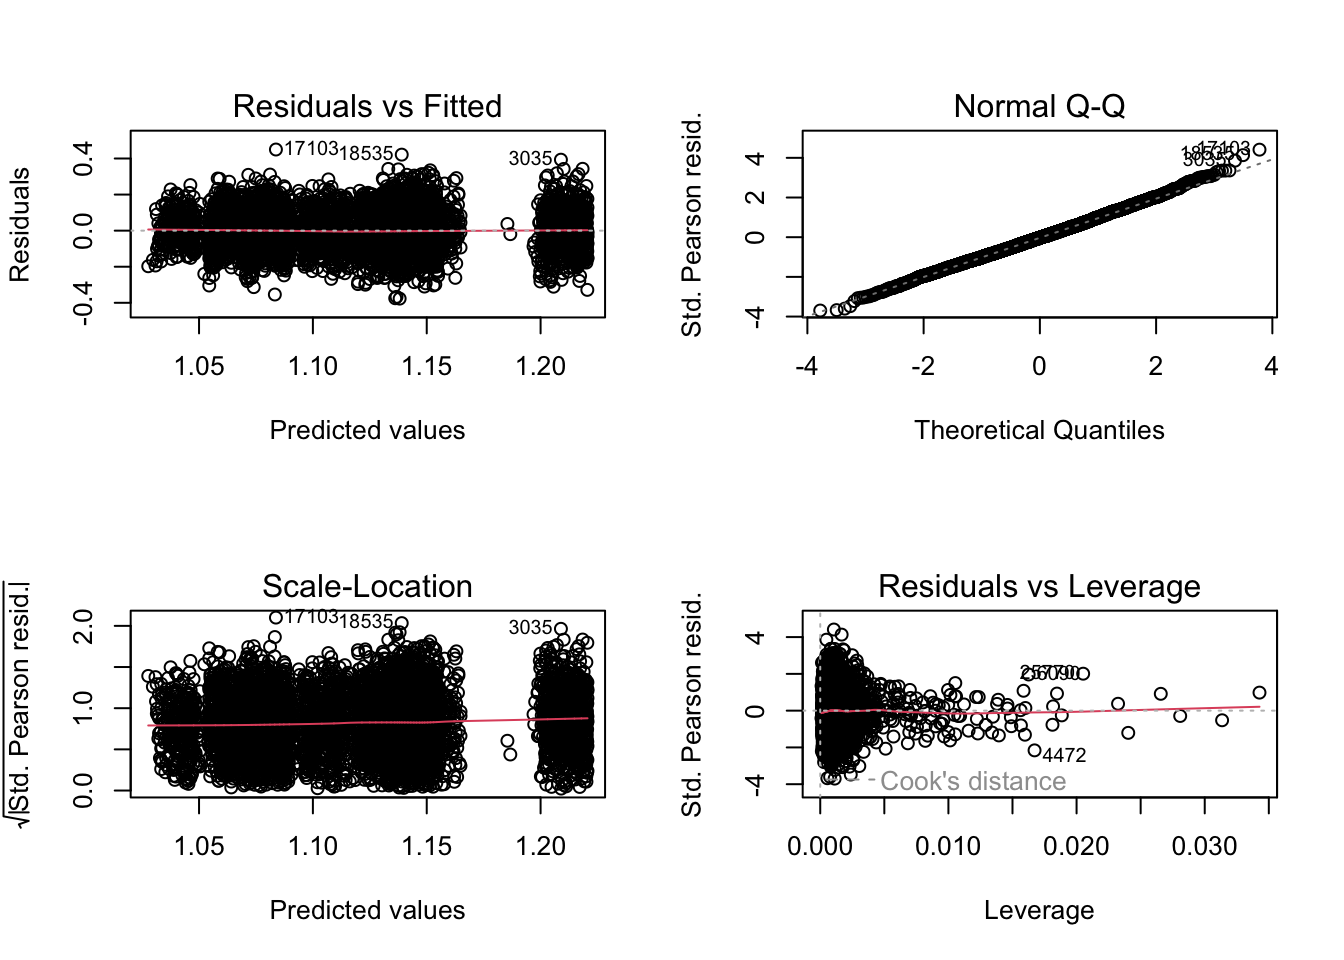 Residuals vs Fitted
Residuals
0.4
0.0
-0.4
17103
18535
3035
1.05 1.10 1.15 1.20
Predicted values
Normal Q-Q
Std. Pearson resid.
4
2
0
-4
17103
18535
3035
-4 -2 0 2 4
Theoretical Quantiles
Scale-Location
√|Std. Pearson resid.|
2.0
1.0
0.0
17103
18535
3035
1.05 1.10 1.15 1.20
Predicted values
Residuals vs Leverage
Std. Pearson resid.
4
0
-4
4472
Cook's distance
0.000 0.010 0.020 0.030
Leverage